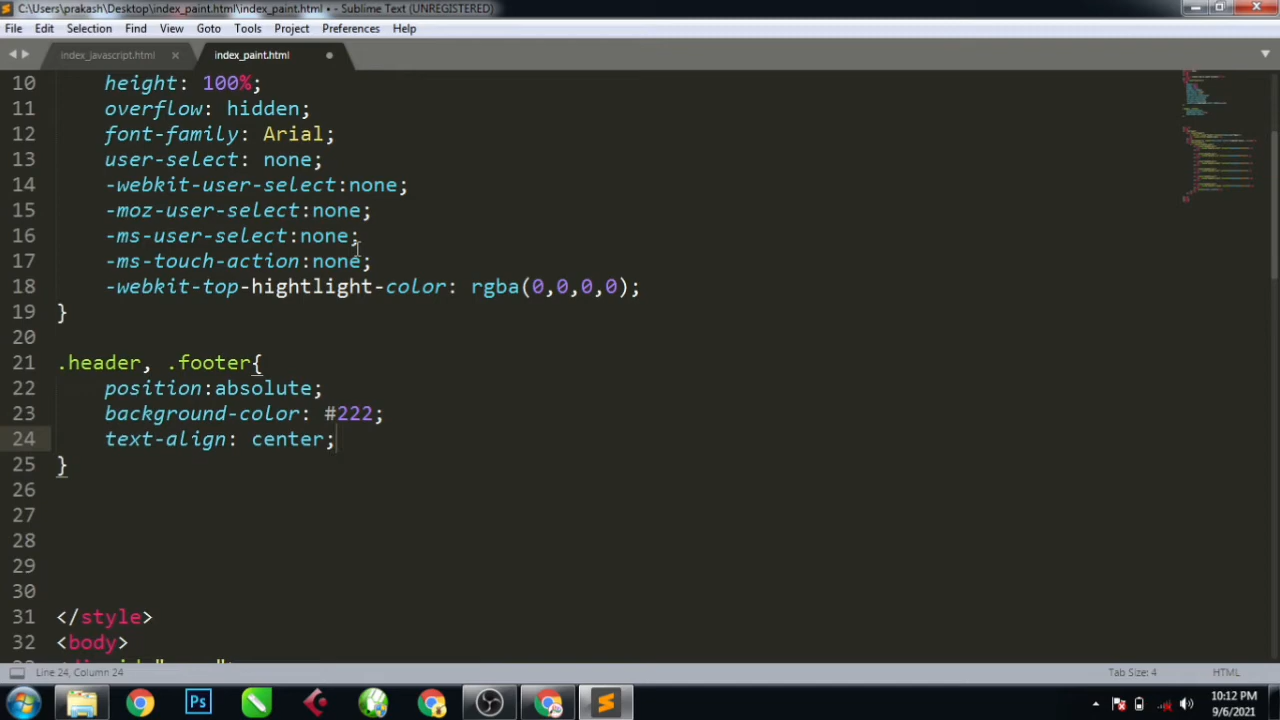 C:\Users\prakash\Desktop\index_paint.html\index_paint.html • - Sublime Text (UNREGISTERED)
File Edit Selection Find View Goto Tools Project Preferences Help
index_javascript.html × index_paint.html
10 height: 100%;
11 overflow: hidden;
12 font-family: Arial;
13 user-select: none;
14 -webkit-user-select:none;
15 -moz-user-select:none;
16 -ms-user-select:none;
17 -ms-touch-action:none;
18 -webkit-top-hightlight-color: rgba(0,0,0,0);
19 }
20
21 .header, .footer{
22 position:absolute;
23 background-color: #222;
24 text-align: center;
25 }
26
27
28
29
30
31 </style>
32 <body>
Line 24, Column 24 Tab Size: 4 HTML
Ps
10:12 PM
9/6/2021